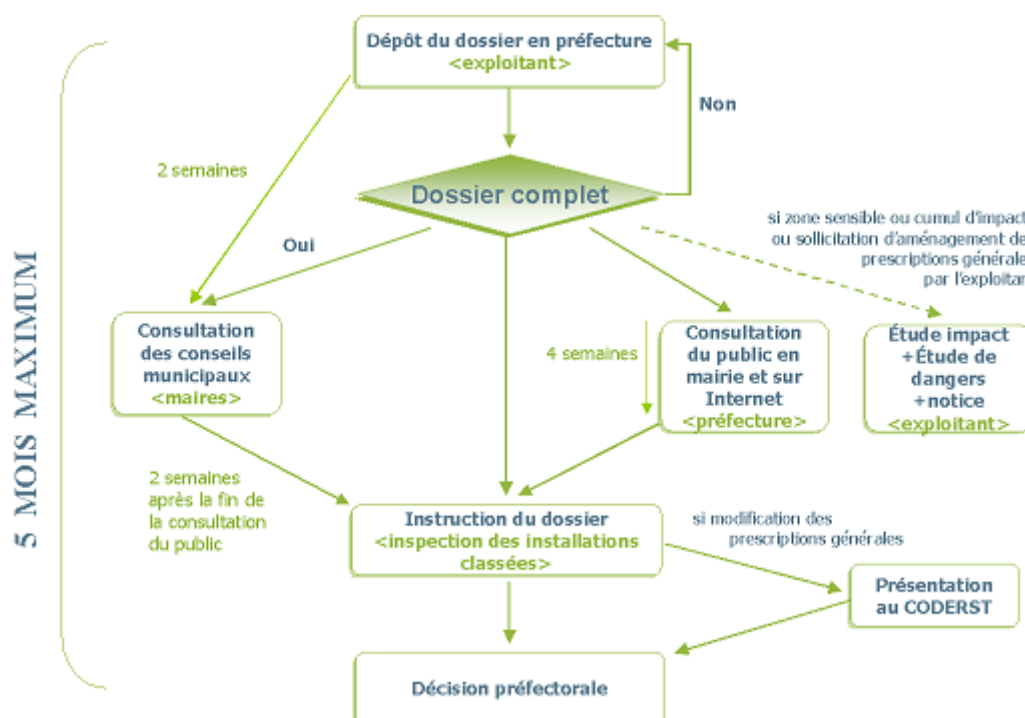 Dépôt du dossier en préfecture
<exploitant>
Non
2 semaines
Dossier complet
Oui
si zone sensible ou cumul d'impact
ou sollicitation d'aménagement de
prescriptions générale
par l'exploitan
5 MOIS MAXIMUM
Consultation
des conseils
municipaux
<maires>
4 semaines
Consultation
du public en
mairie et sur
Internet
<préfecture>
Étude impact
+Étude de
dangers
+notice
<exploitant>
2 semaines
après la fin de
la consultation
du public
Instruction du dossier
<inspection des installations
classées>
si modification des
prescriptions générales
Présentation
au CODERST
Décision préfectorale